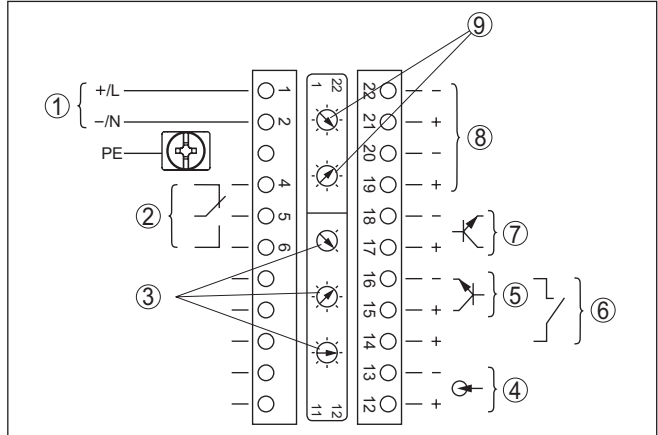 ⑨
① +/L 1 1 22 22 – ⑧
–/N 2 21 +
PE 20 –
② 4 19 +
5 18 – ⑦
6 17 +
③ 16 – ⑤ ⑥
15 +
14 +
13 – ④
11 12 12 +